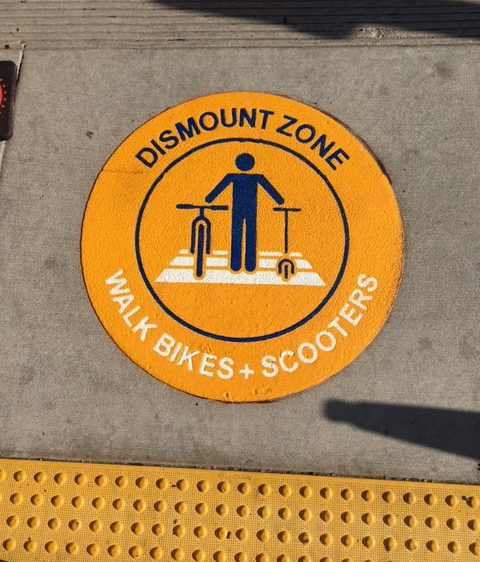 DISMOUNT ZONE
WALK BIKES + SCOOTERS